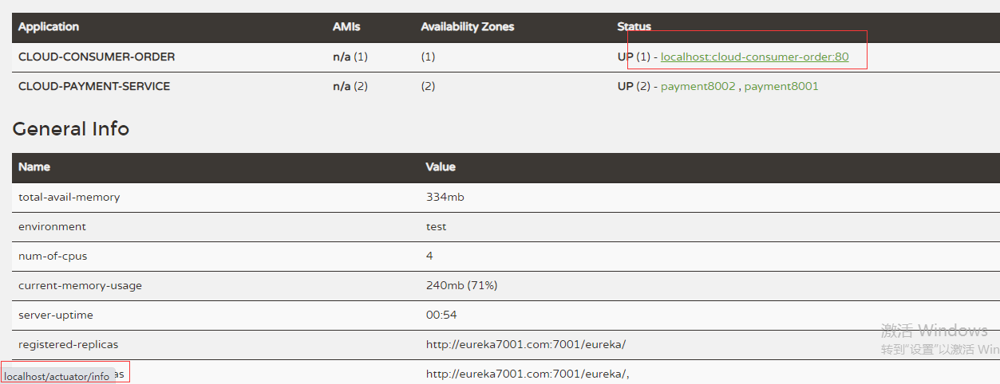 Application AMIs Availability Zones Status
CLOUD-CONSUMER-ORDER n/a (1) (1) UP (1) - localhost:cloud-consumer-order:80
CLOUD-PAYMENT-SERVICE n/a (2) (2) UP (2) - payment8002 , payment8001
General Info
Name Value
total-avail-memory 334mb
environment test
num-of-cpus 4
current-memory-usage 240mb (71%)
server-uptime 00:54
registered-replicas http://eureka7001.com:7001/eureka/
as http://eureka7001.com:7001/eureka/,
localhost/actuator/info
激活 Windows
转到"设置"以激活 Win